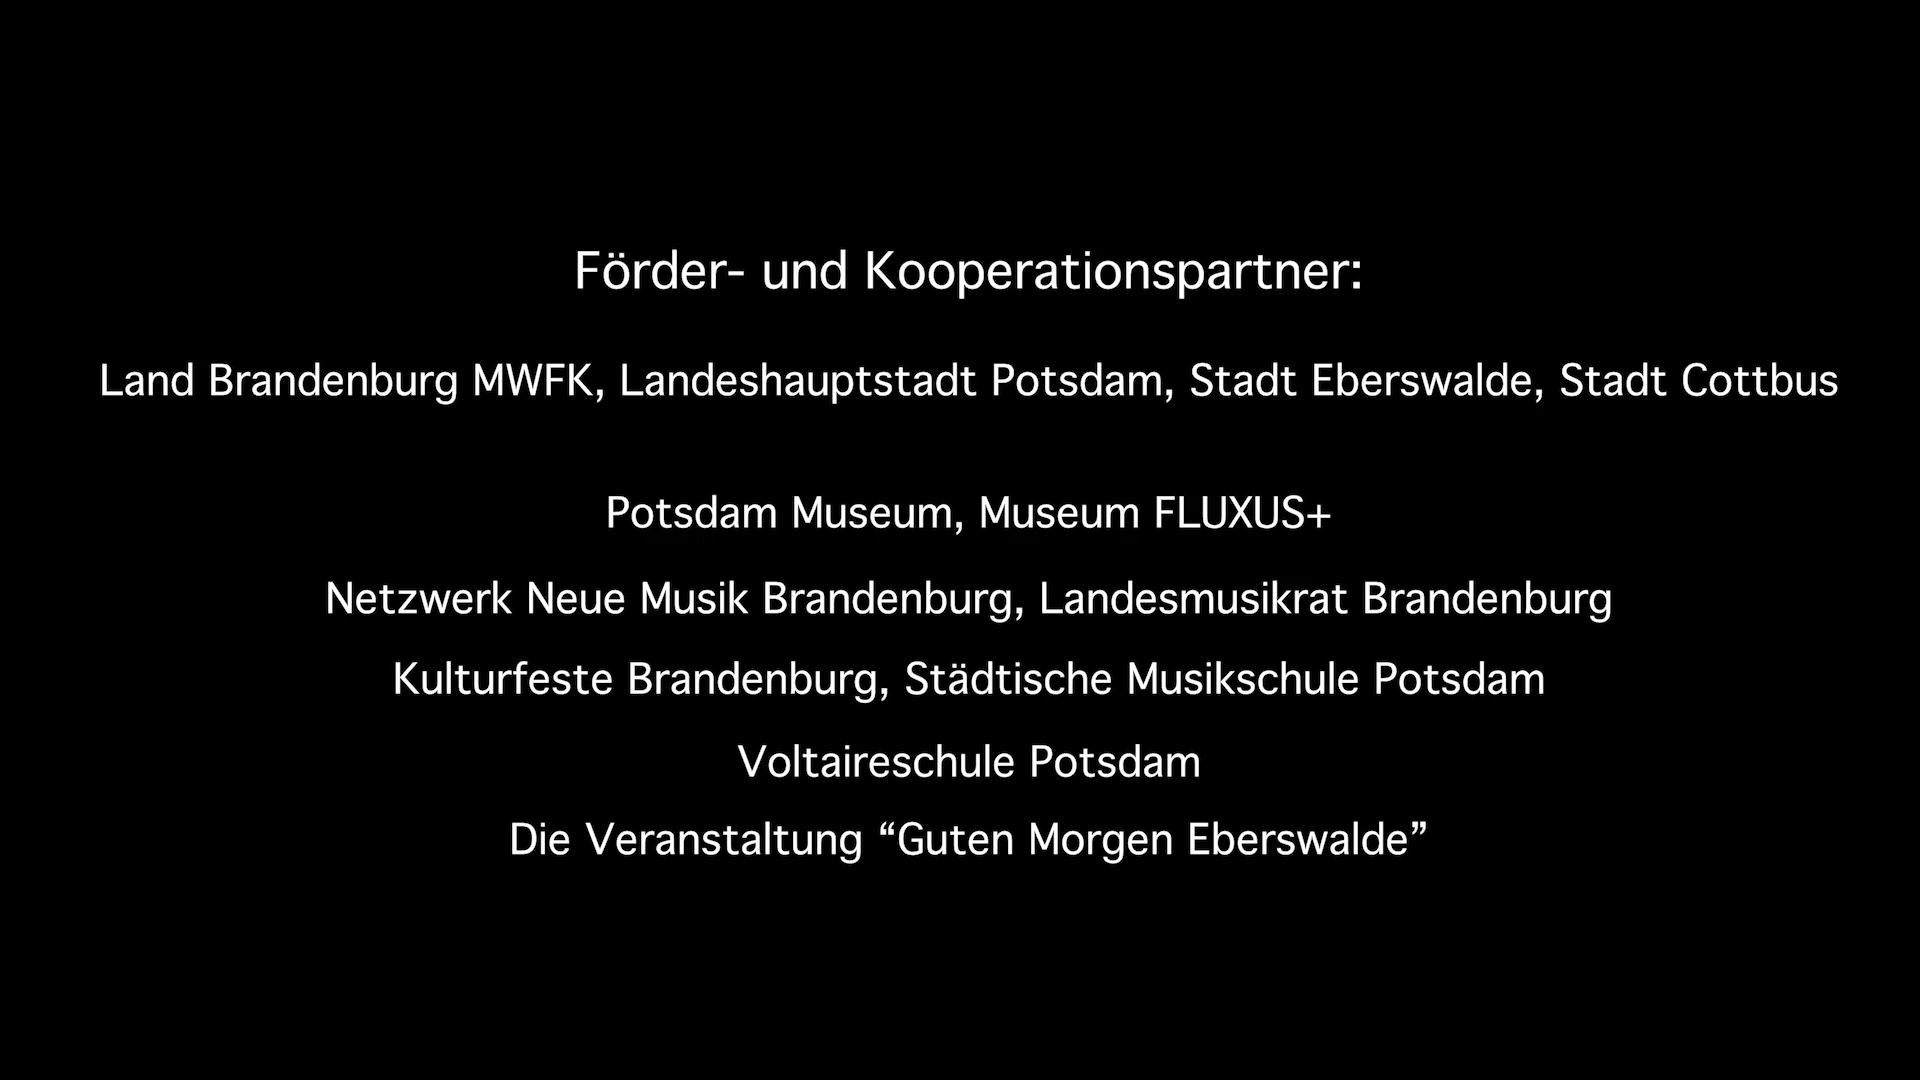 Förder- und Kooperationspartner:
Land Brandenburg MWFK, Landeshauptstadt Potsdam, Stadt Eberswalde, Stadt Cottbus
Potsdam Museum, Museum FLUXUS+
Netzwerk Neue Musik Brandenburg, Landesmusikrat Brandenburg
Kulturfeste Brandenburg, Städtische Musikschule Potsdam
Voltaireschule Potsdam
Die Veranstaltung “Guten Morgen Eberswalde”